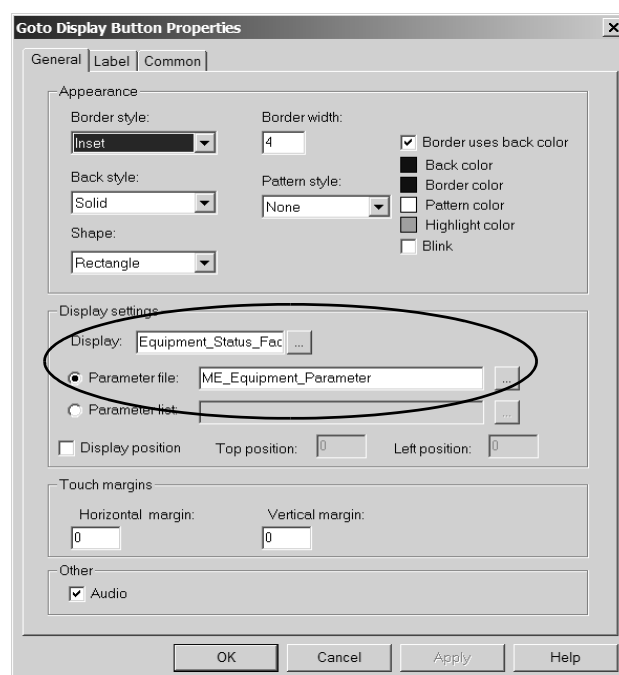 Goto Display Button Properties
General Label Common
Appearance
Border style: Border width:
Inset 4 Border uses back color
Back color
Back style: Pattern style: Border color
Solid None Pattern color
Highlight color
Shape: Blink
Rectangle
Display settings
Display: Equipment_Status_Fac ...
Parameter file: ME_Equipment_Parameter ...
Parameter list: ...
Display position Top position: 0 Left position: 0
Touch margins
Horizontal margin: Vertical margin:
0 0
Other
Audio
OK Cancel Apply Help